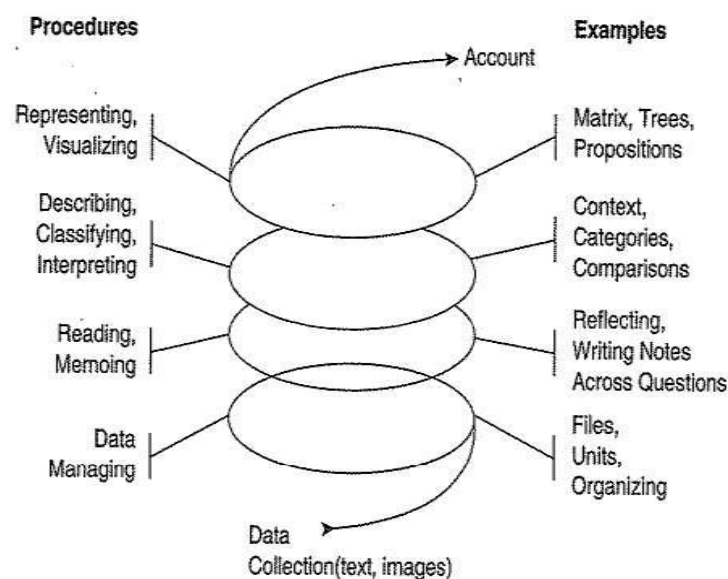 Procedures
Examples
Account
Representing,
Visualizing
Matrix, Trees,
Propositions
Describing,
Classifying,
Interpreting
Context,
Categories,
Comparisons
Reading,
Memoing
Reflecting,
Writing Notes
Across Questions
Data
Managing
Files,
Units,
Organizing
Data
Collection(text, images)